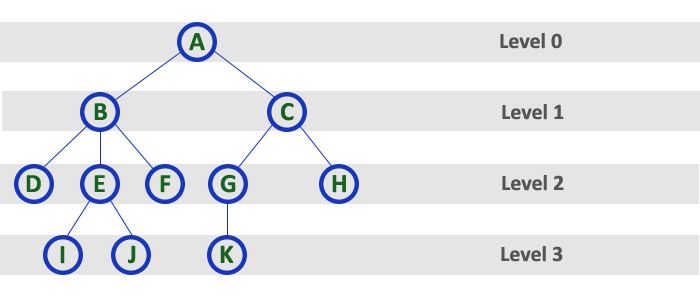 A Level 0
B C Level 1
D E F G H Level 2
I J K Level 3